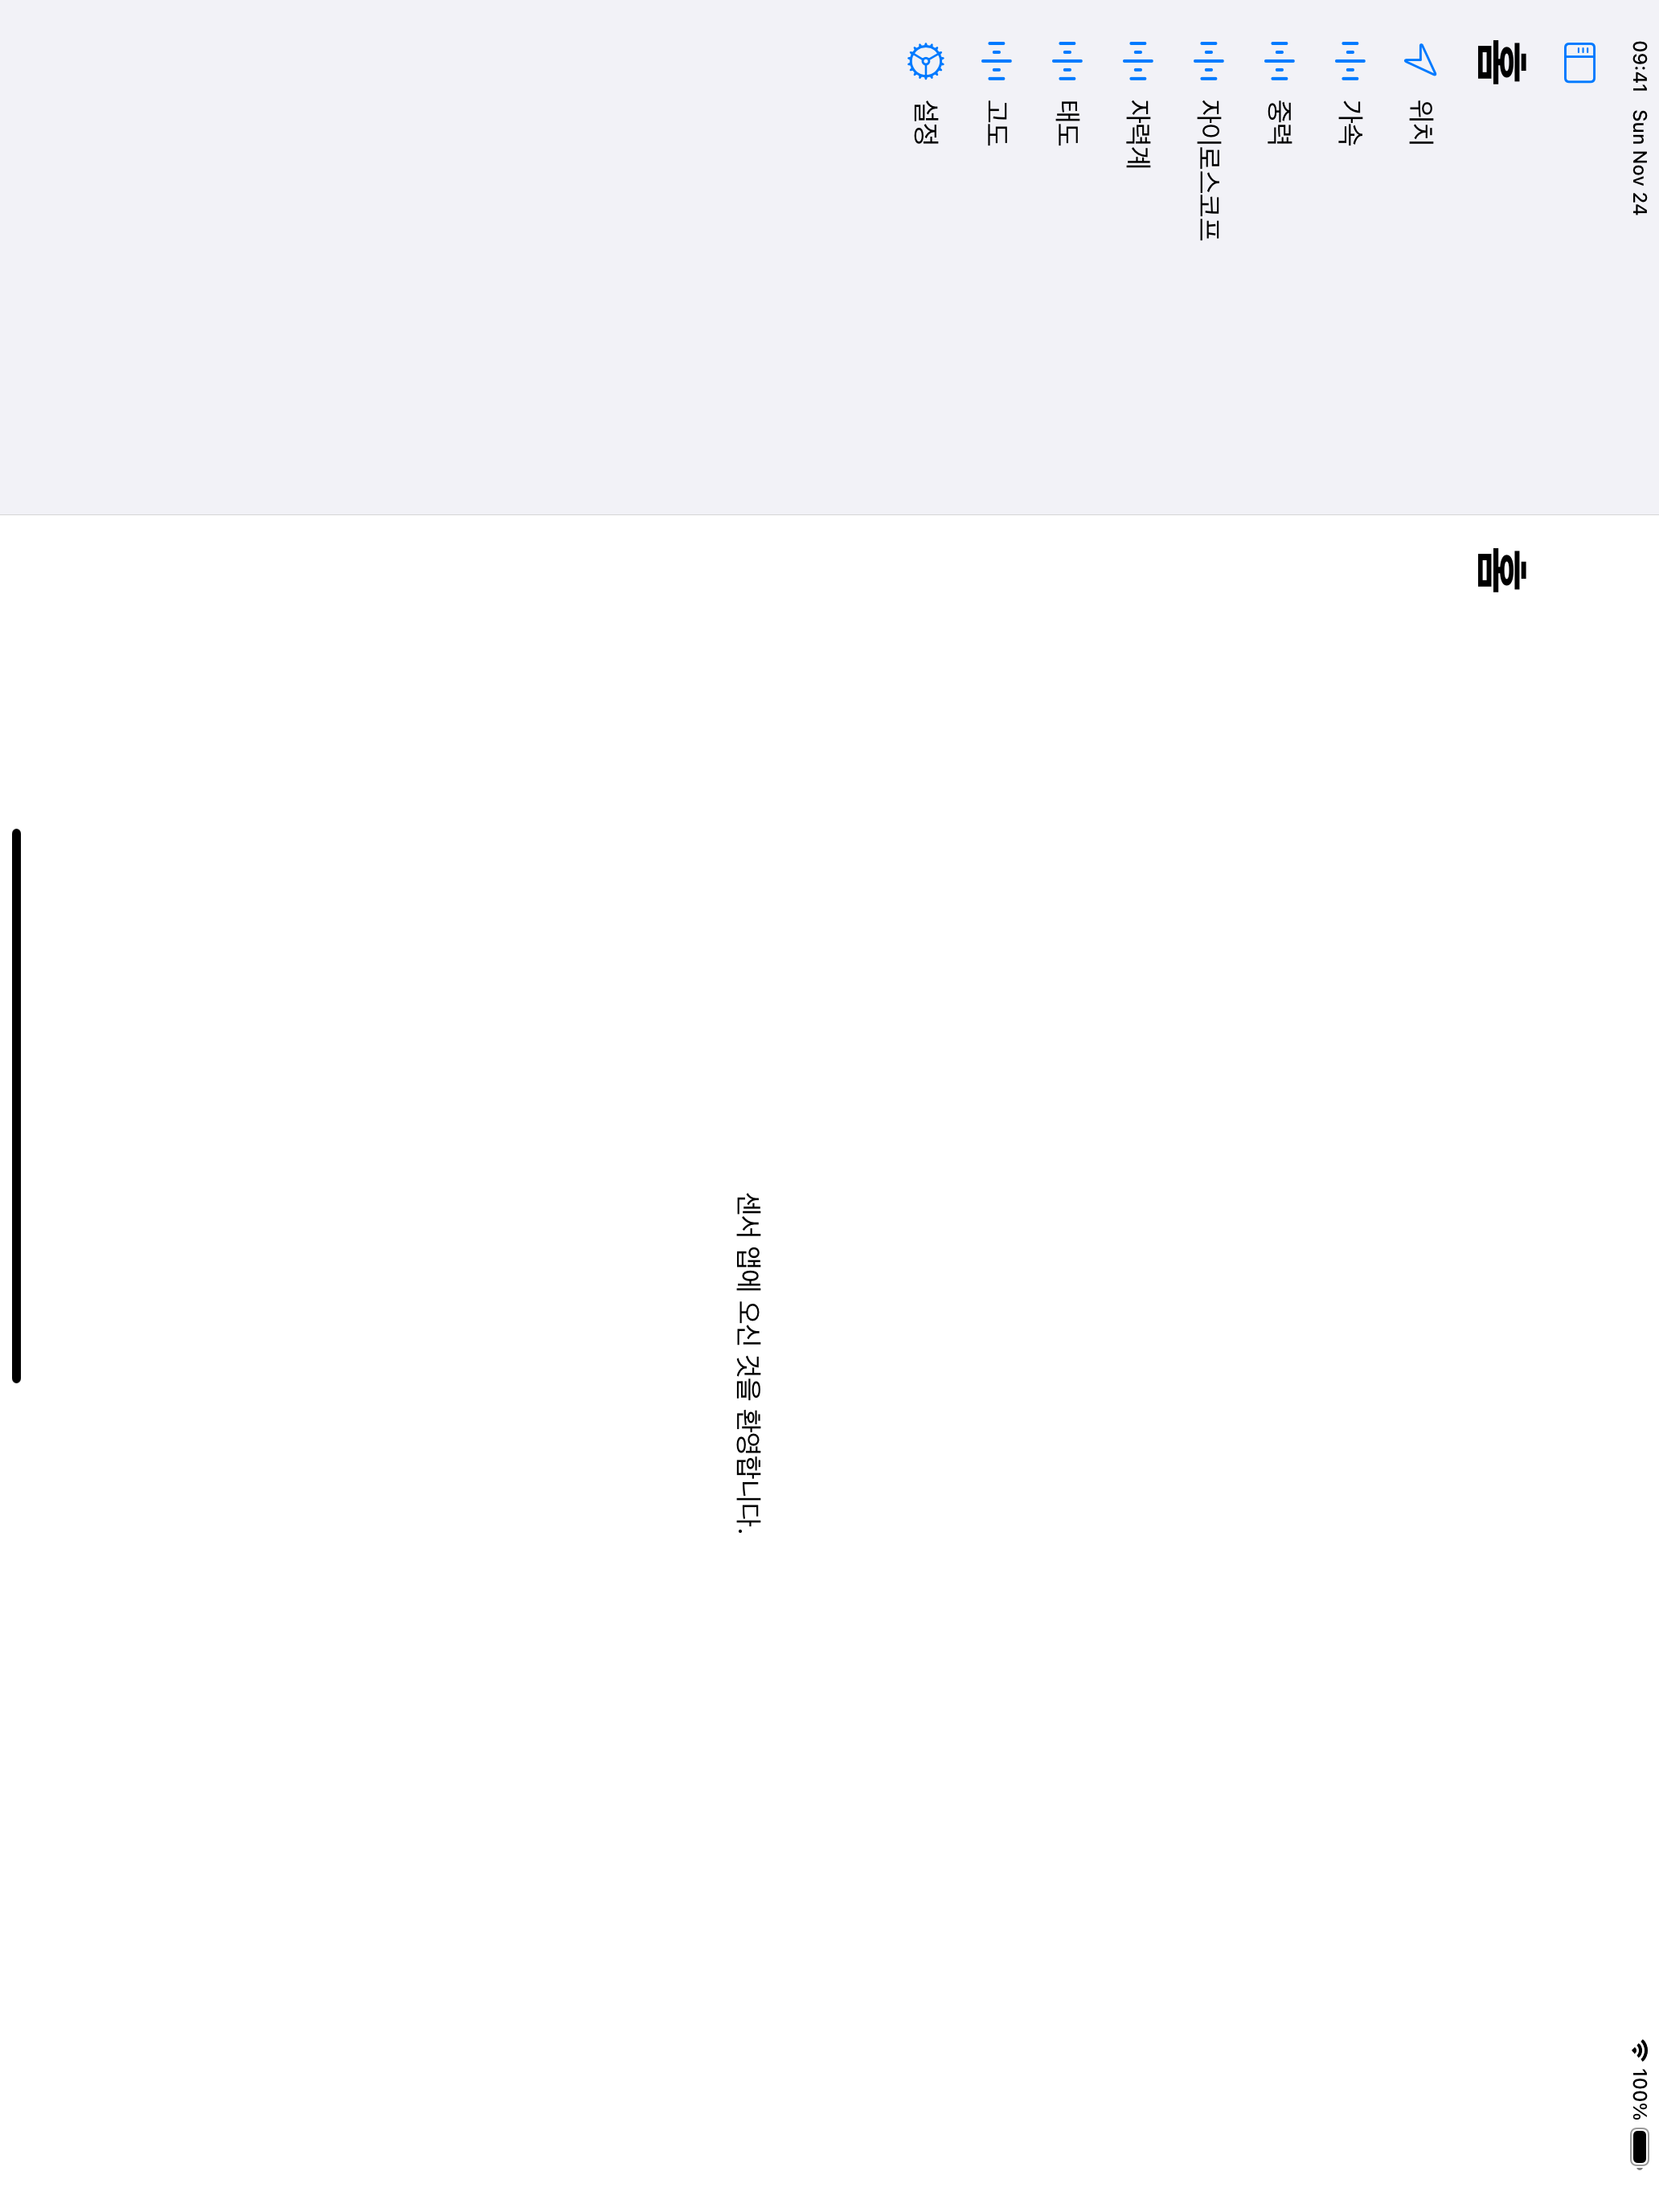 09:41 Sun Nov 24
100%
홈
위치
가속
중력
자이로스코프
자력계
태도
고도
설정
홈
센서 앱에 오신 것을 환영합니다.